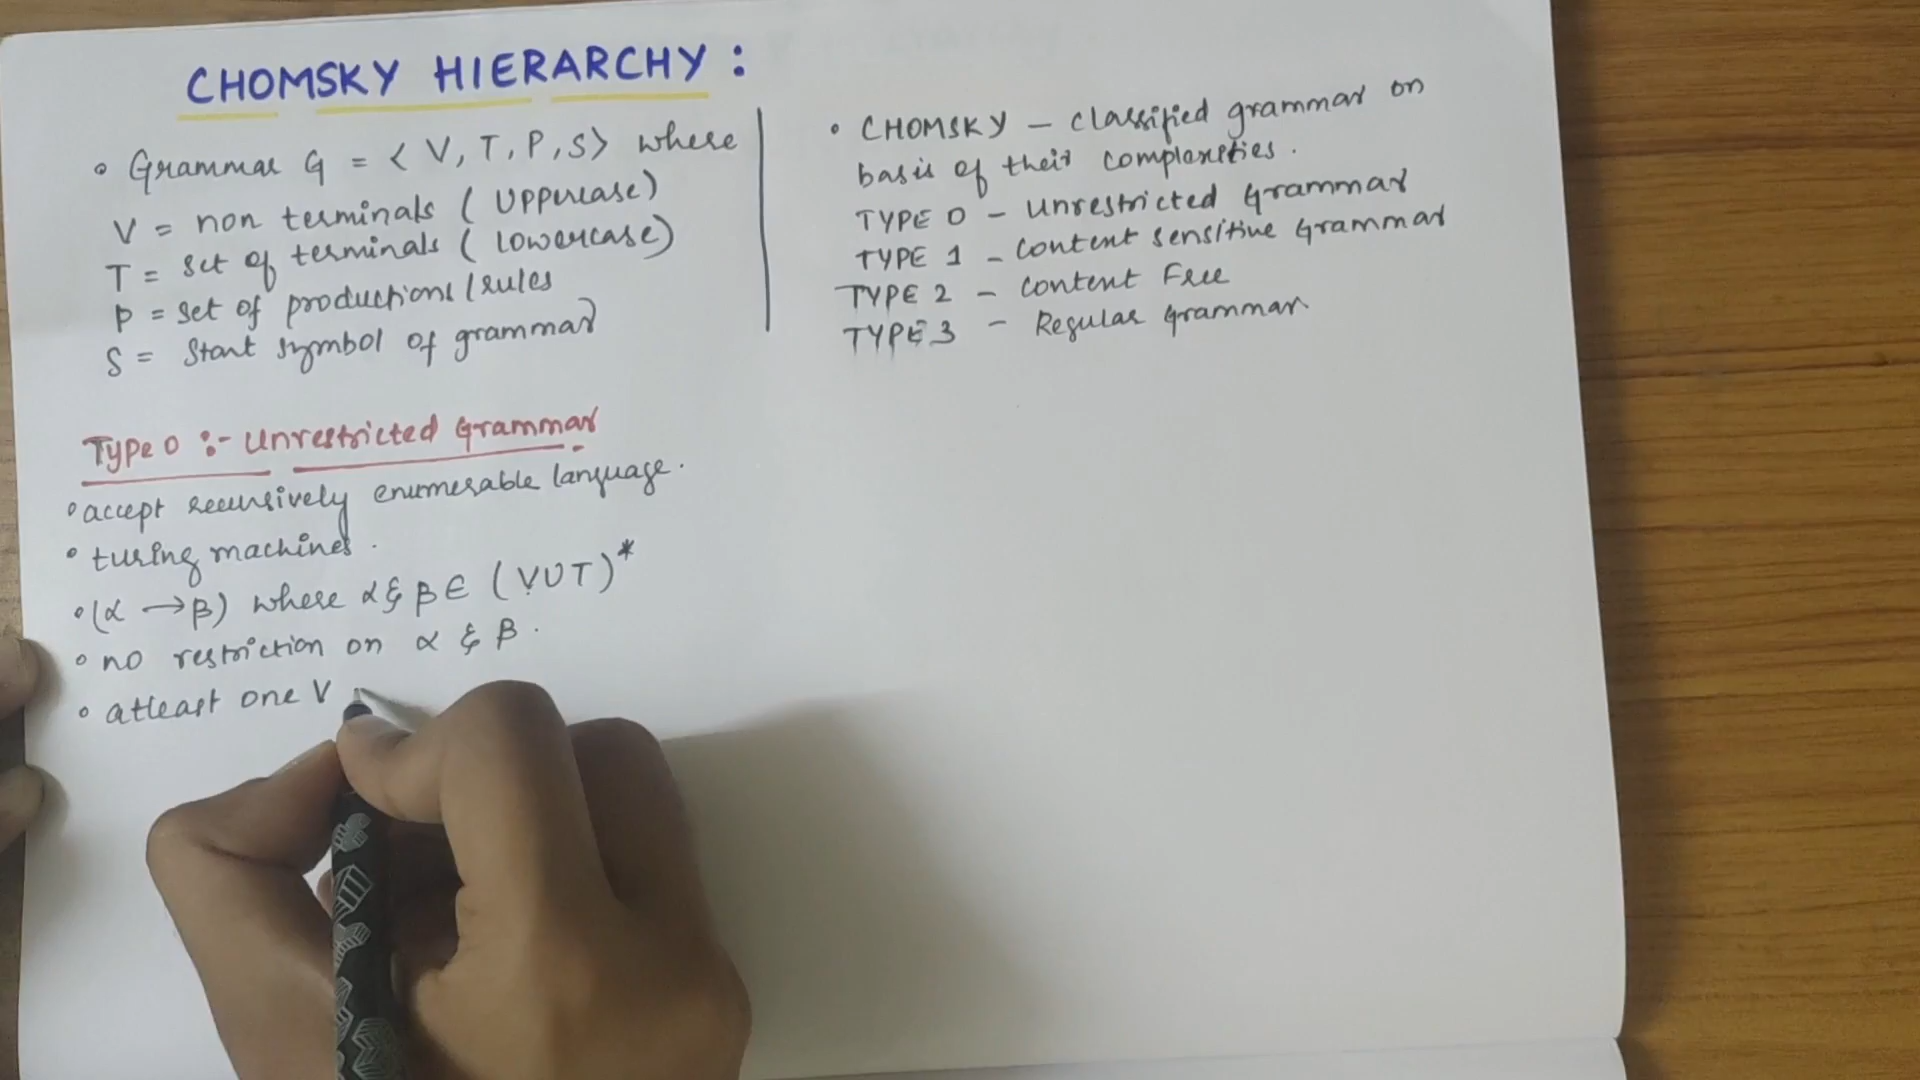 CHOMSKY HIERARCHY :
• Grammar G = < V, T, P, S> where
V = non terminals ( Uppercase)
T = set of terminals ( lowercase)
P = set of productions / rules
S = Start symbol of grammar
• CHOMSKY – classified grammar on
basis of their complexities .
TYPE 0 – Unrestricted Grammar
TYPE 1 – Content sensitive Grammar
TYPE 2 – Content Free
TYPE 3 – Regular Grammar
Type 0 :- Unrestricted Grammar
• accept recursively enumerable language.
• turing machines .
• (α → β) where α & β ∈ ( V U T )*
• no restriction on α & β .
• atleast one V